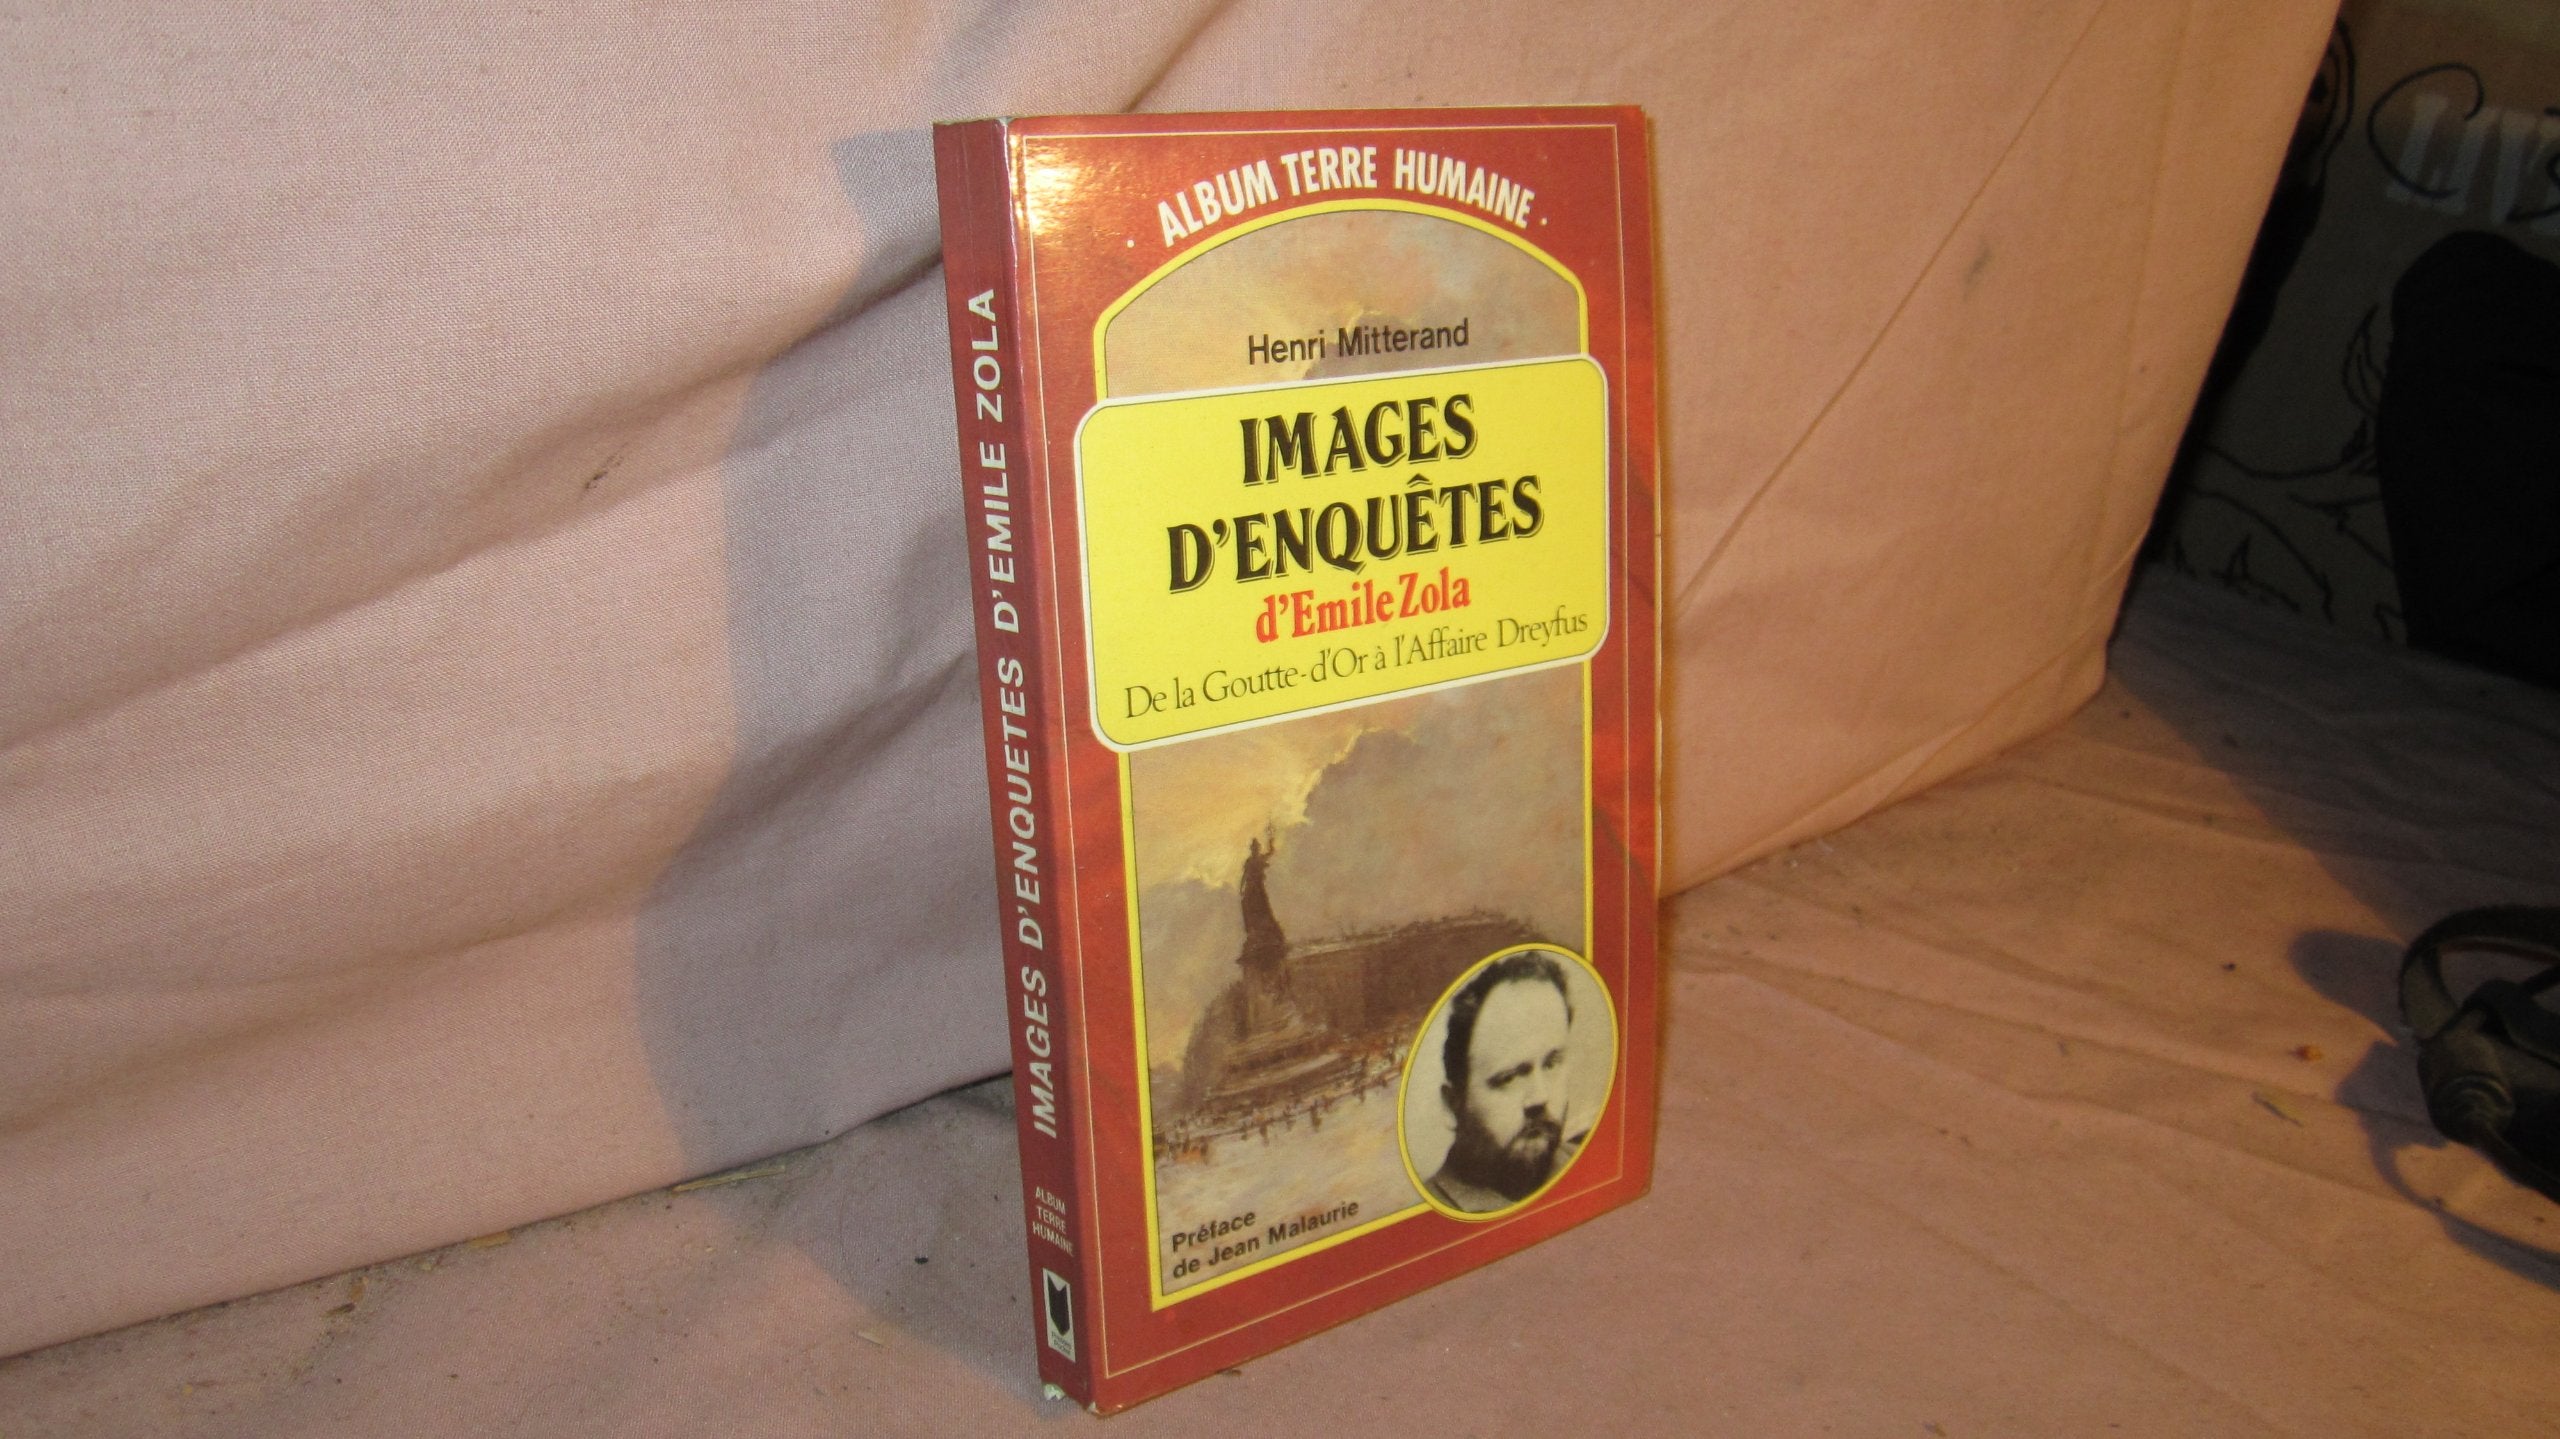 · ALBUM TERRE HUMAINE ·
Henri Mitterand
IMAGES
D'ENQUÊTES
d'Emile Zola
De la Goutte-d'Or à l'Affaire Dreyfus
Préface
de Jean Malaurie
IMAGES D'ENQUETES D'EMILE ZOLA
ALBUM
TERRE
HUMAINE